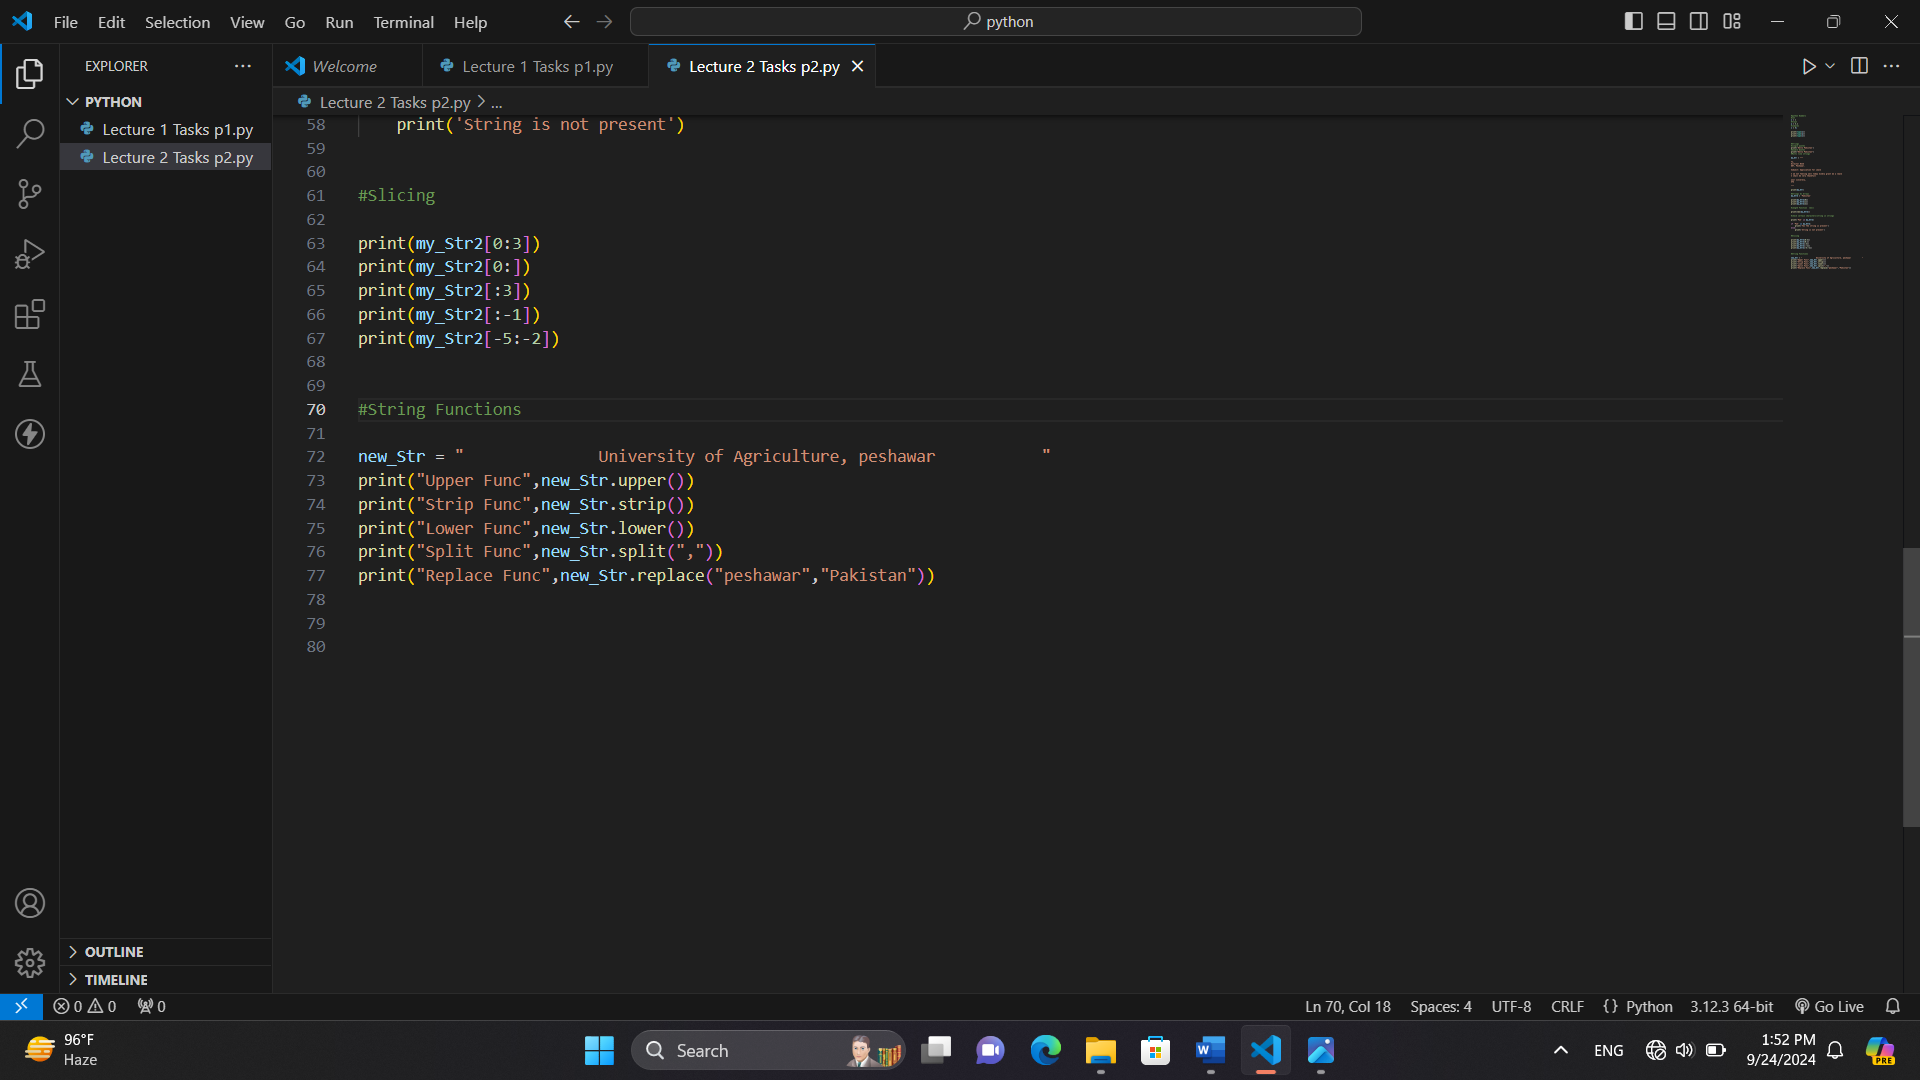 File Edit Selection View Go Run Terminal Help
python
EXPLORER
PYTHON
Lecture 1 Tasks p1.py
Lecture 2 Tasks p2.py
OUTLINE
TIMELINE
Welcome
Lecture 1 Tasks p1.py
Lecture 2 Tasks p2.py
Lecture 2 Tasks p2.py > ...
58     print('String is not present')
59
60
61 #Slicing
62
63 print(my_Str2[0:3])
64 print(my_Str2[0:])
65 print(my_Str2[:3])
66 print(my_Str2[:-1])
67 print(my_Str2[-5:-2])
68
69
70 #String Functions
71
72 new_Str = "              University of Agriculture, peshawar           "
73 print("Upper Func",new_Str.upper())
74 print("Strip Func",new_Str.strip())
75 print("Lower Func",new_Str.lower())
76 print("Split Func",new_Str.split(","))
77 print("Replace Func",new_Str.replace("peshawar","Pakistan"))
78
79
80
0 0 0 Ln 70, Col 18 Spaces: 4 UTF-8 CRLF {} Python 3.12.3 64-bit Go Live
96°F
Haze
Search
W
ENG
1:52 PM
9/24/2024
PRE